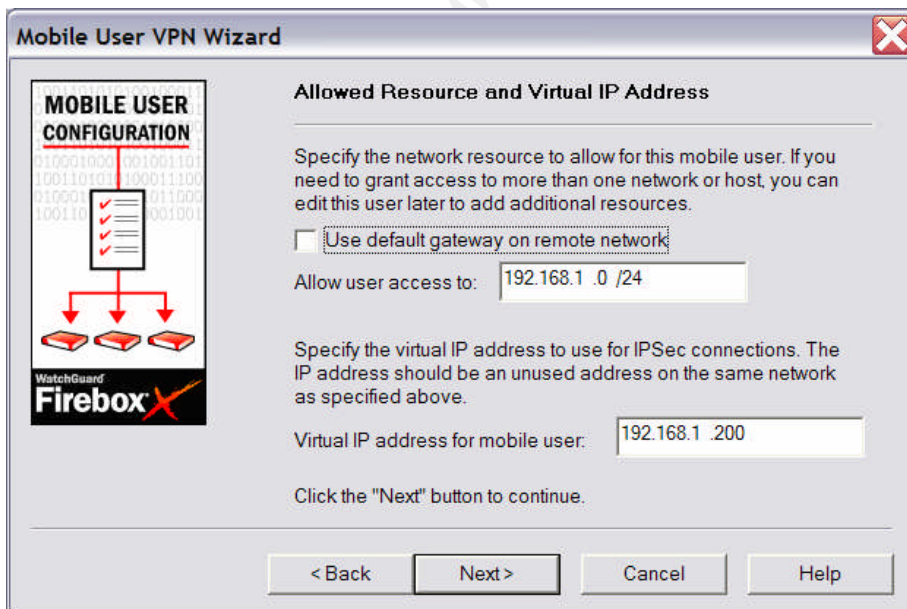 Mobile User VPN Wizard
MOBILE USER
CONFIGURATION
WatchGuard
Firebox X
Allowed Resource and Virtual IP Address
Specify the network resource to allow for this mobile user. If you
need to grant access to more than one network or host, you can
edit this user later to add additional resources.
Use default gateway on remote network
Allow user access to: 192.168.1 .0 /24
Specify the virtual IP address to use for IPSec connections. The
IP address should be an unused address on the same network
as specified above.
Virtual IP address for mobile user: 192.168.1 .200
Click the "Next" button to continue.
< Back Next > Cancel Help